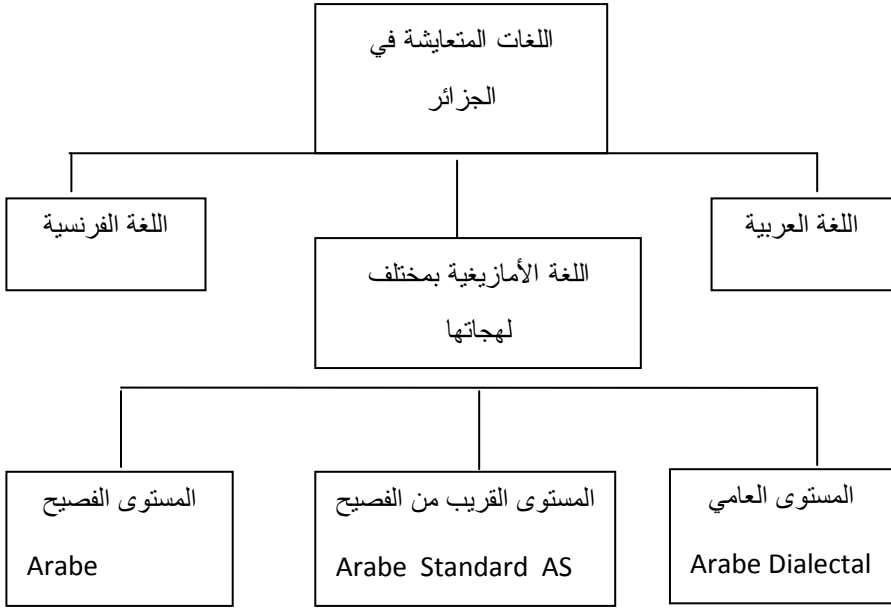 اللغات المتعايشة في
الجزائر
اللغة العربية
اللغة الأمازيغية بمختلف
لهجاتها
اللغة الفرنسية
المستوى العامي
Arabe Dialectal
المستوى القريب من الفصيح
Arabe Standard AS
المستوى الفصيح
Arabe